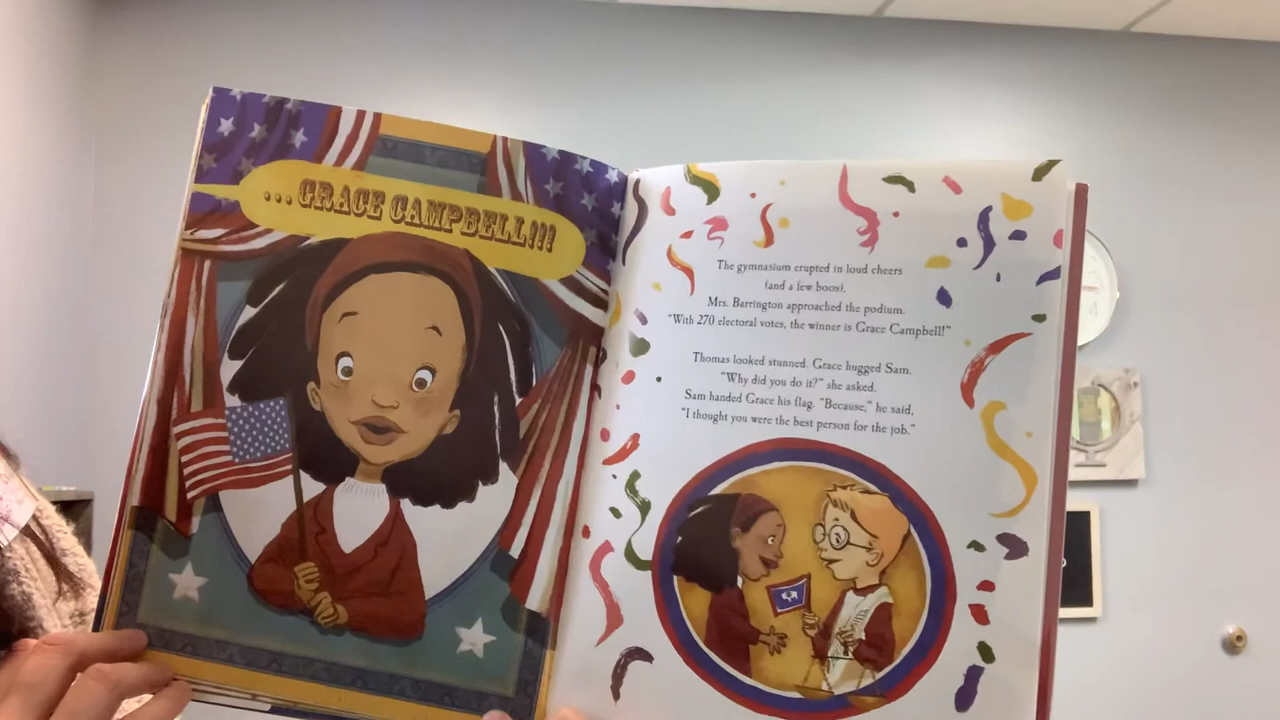 ...GRACE CAMPBELL!!!
The gymnasium erupted in loud cheers
(and a few boos).
Mrs. Barrington approached the podium.
“With 270 electoral votes, the winner is Grace Campbell!”
Thomas looked stunned. Grace hugged Sam.
“Why did you do it?” she asked.
Sam handed Grace his flag. “Because,” he said,
“I thought you were the best person for the job.”